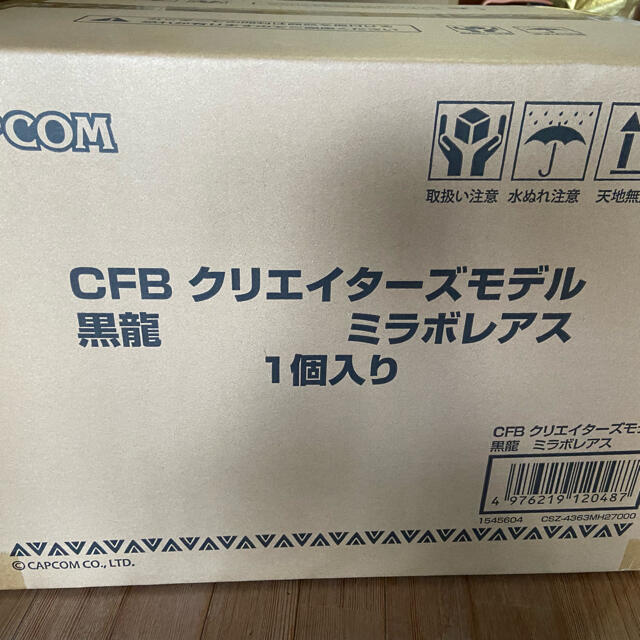 COM
取扱い注意 水ぬれ注意 天地無
CFB クリエイターズモデル
黒龍 ミラボレアス
1個入り
CFB クリエイターズモ
黒龍 ミラボレアス
4 976219 120487
1545604 CSZ-4363MH27000
© CAPCOM CO., LTD.